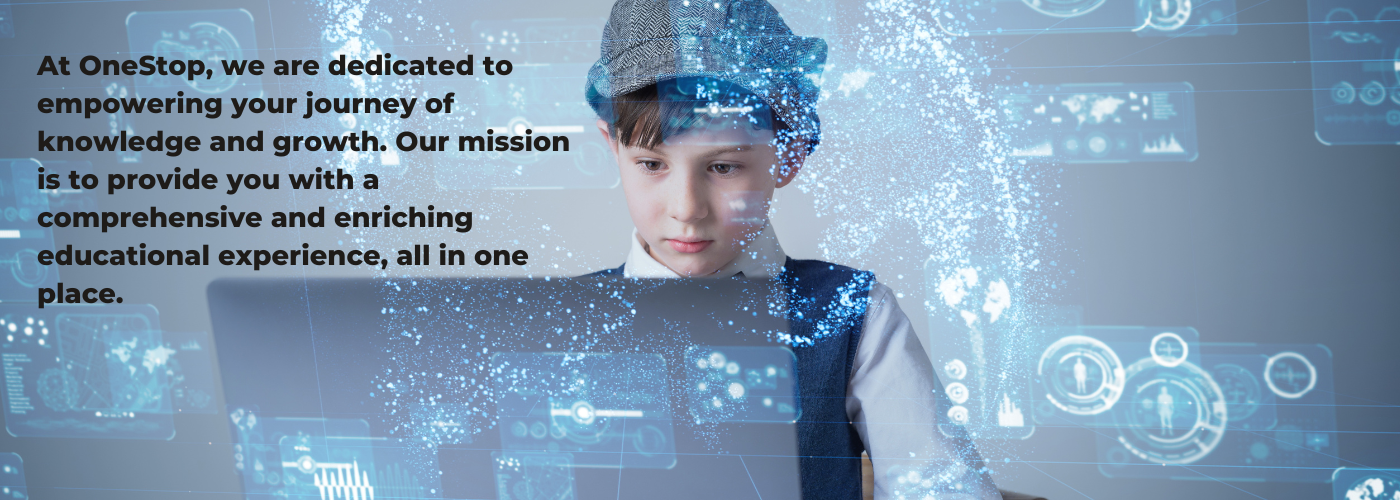 At OneStop, we are dedicated to
empowering your journey of
knowledge and growth. Our mission
is to provide you with a
comprehensive and enriching
educational experience, all in one
place.